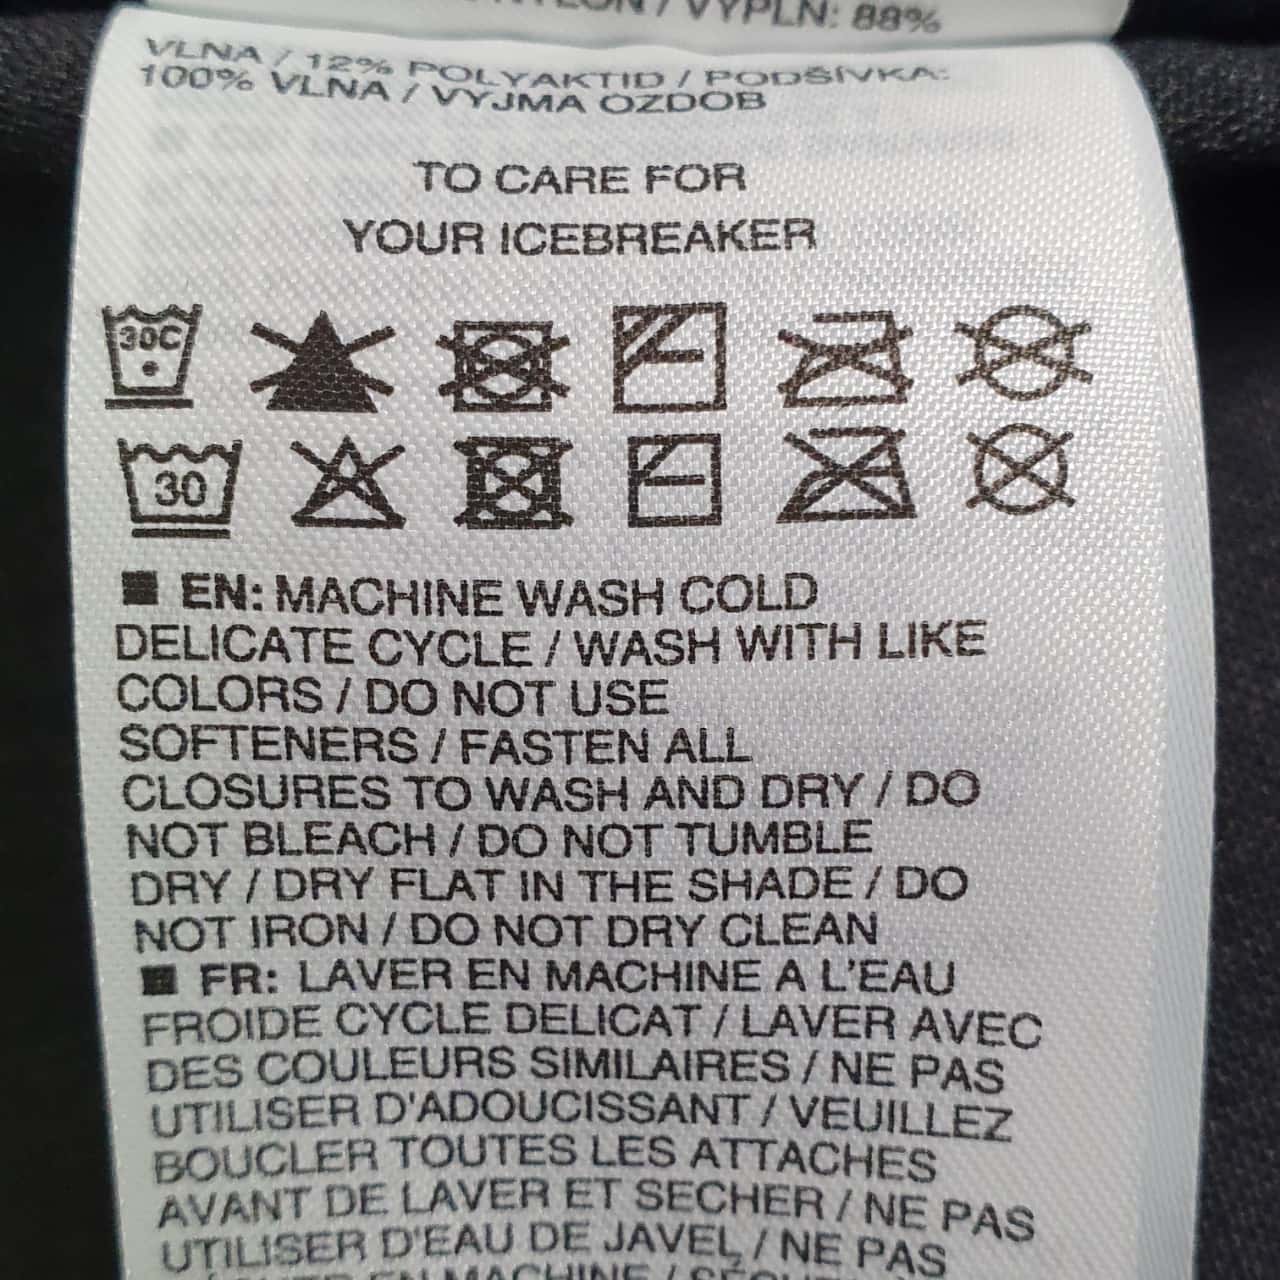 VÝPLN: 88%
VLNA / 12% POLYAKTID / PODŠÍVKA:
100% VLNA / VYJMA OZDOB
TO CARE FOR
YOUR ICEBREAKER
30C
30
■ EN: MACHINE WASH COLD
DELICATE CYCLE / WASH WITH LIKE
COLORS / DO NOT USE
SOFTENERS / FASTEN ALL
CLOSURES TO WASH AND DRY / DO
NOT BLEACH / DO NOT TUMBLE
DRY / DRY FLAT IN THE SHADE / DO
NOT IRON / DO NOT DRY CLEAN
■ FR: LAVER EN MACHINE A L'EAU
FROIDE CYCLE DELICAT / LAVER AVEC
DES COULEURS SIMILAIRES / NE PAS
UTILISER D'ADOUCISSANT / VEUILLEZ
BOUCLER TOUTES LES ATTACHES
AVANT DE LAVER ET SECHER / NE PAS
UTILISER D'EAU DE JAVEL / NE PAS
EN MACHINE /